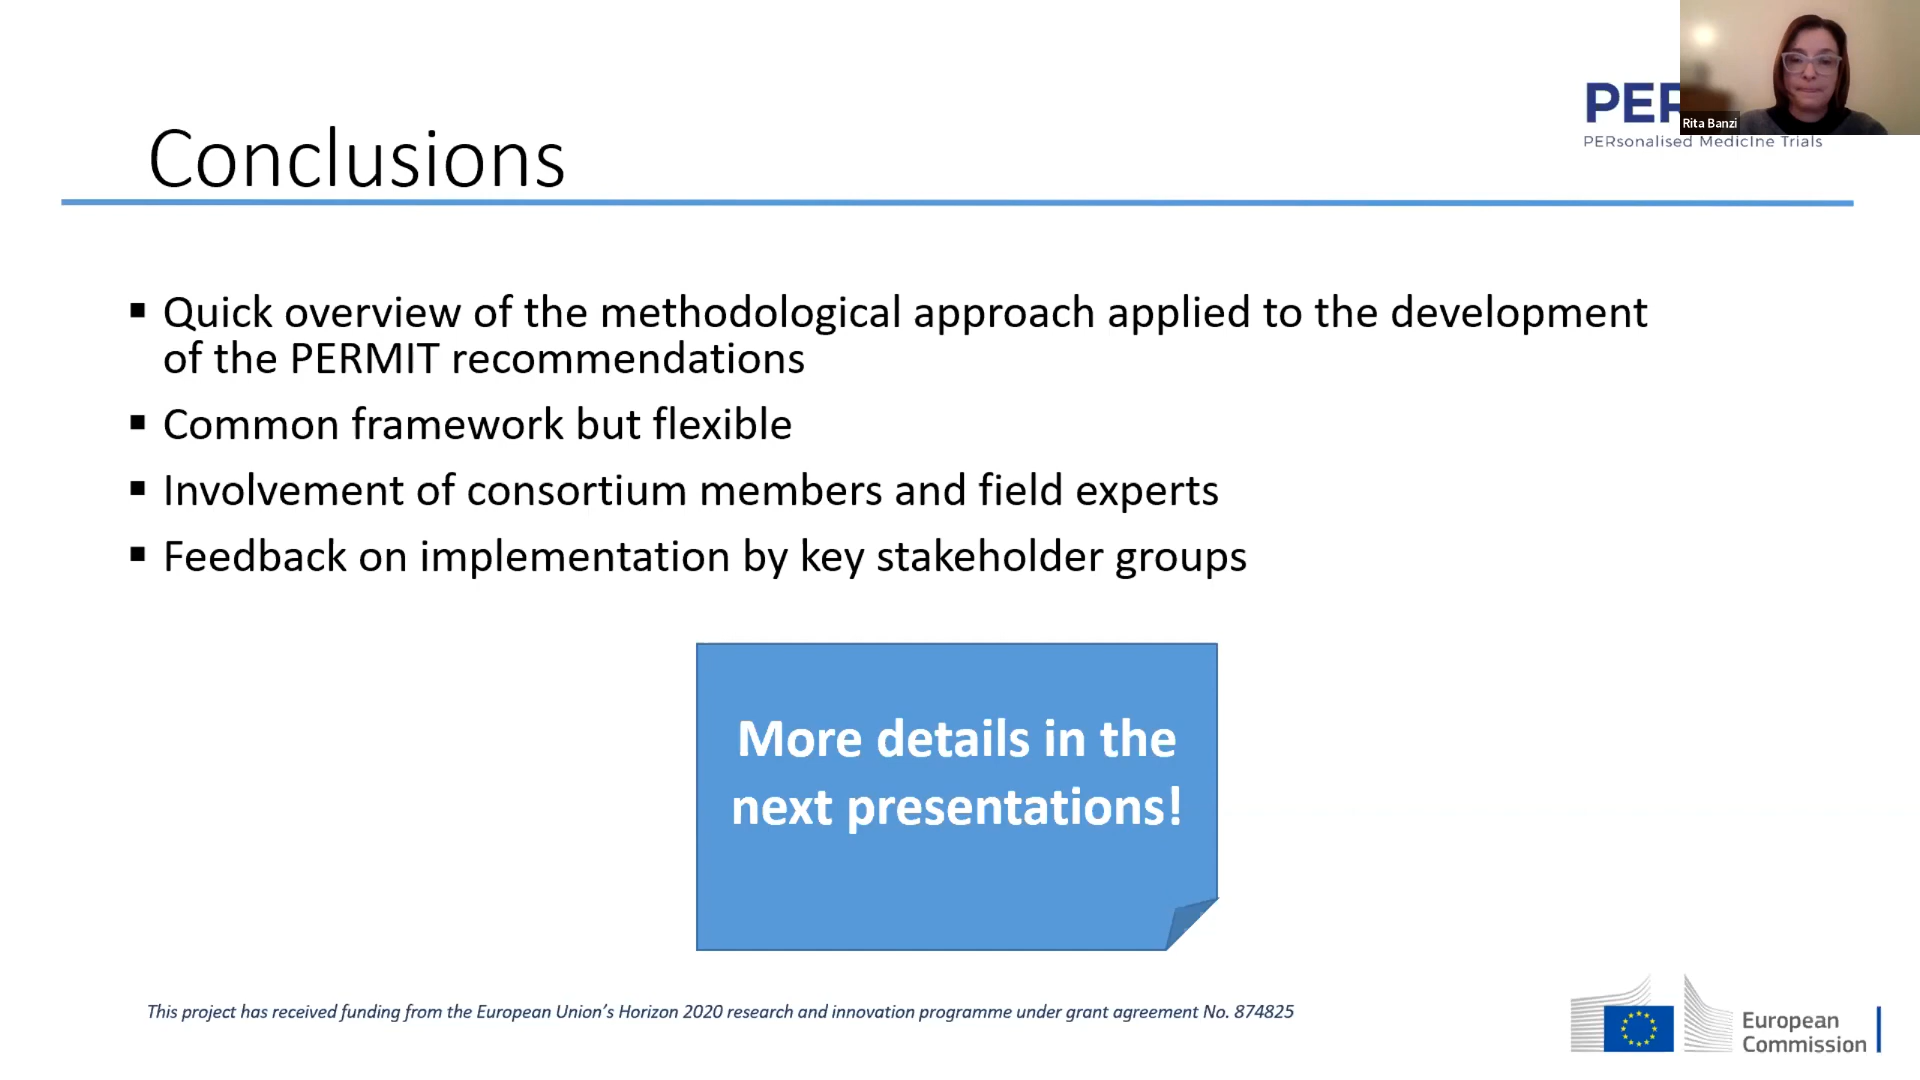 Conclusions
PER
PERsonalised MedicIne Trials
Rita Banzi
▪ Quick overview of the methodological approach applied to the development
of the PERMIT recommendations
▪ Common framework but flexible
▪ Involvement of consortium members and field experts
▪ Feedback on implementation by key stakeholder groups
More details in the
next presentations!
This project has received funding from the European Union's Horizon 2020 research and innovation programme under grant agreement No. 874825
European
Commission